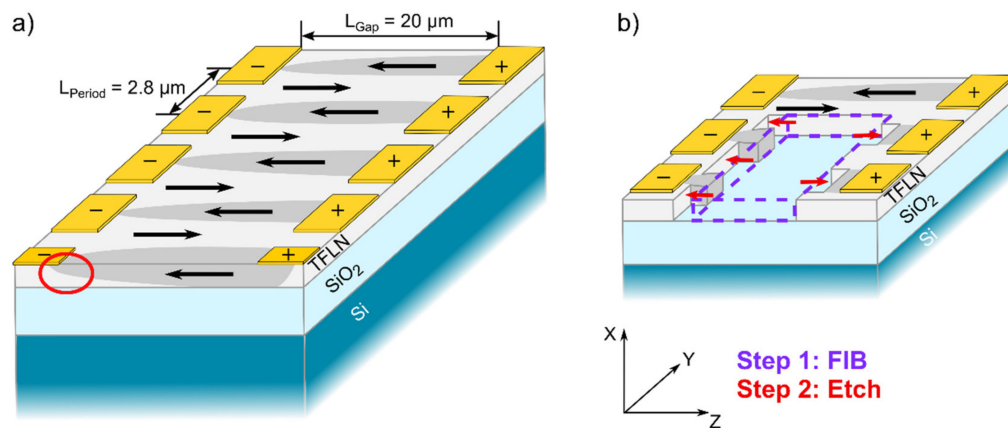 a)
L_Gap = 20 µm
L_Period = 2.8 µm
− +
− +
− +
− +
− +
TFLN
SiO₂
Si
b)
− +
− 
− +
TFLN
SiO₂
Si
X
Y
Z
Step 1: FIB
Step 2: Etch